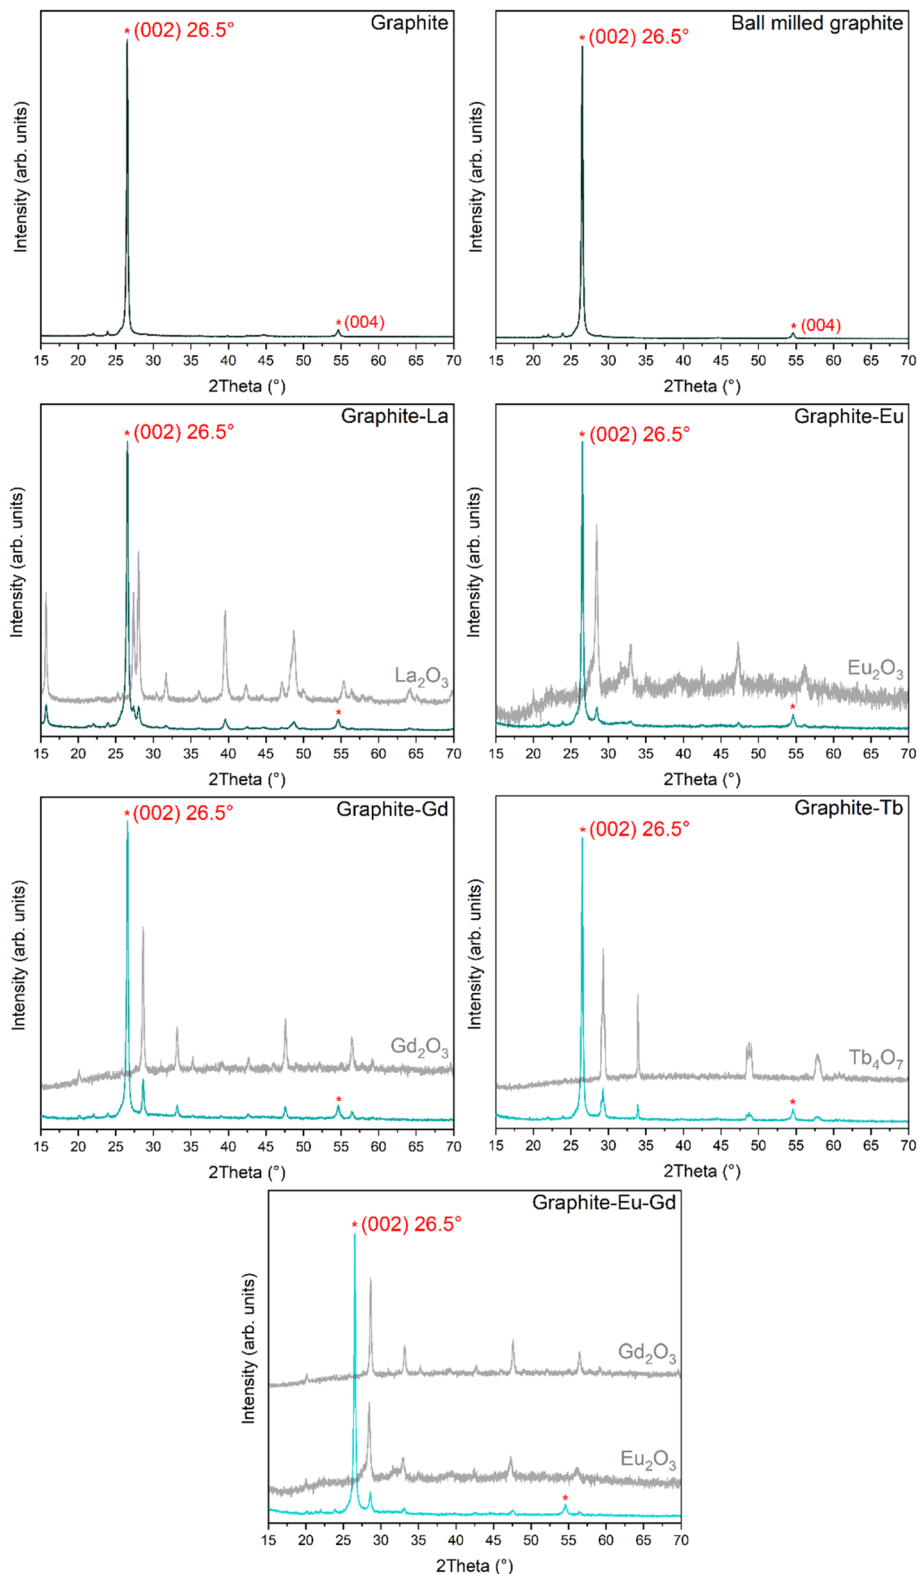 Graphite
* (002) 26.5°
* (004)
Intensity (arb. units)
15 20 25 30 35 40 45 50 55 60 65 70
2Theta (°)
Ball milled graphite
* (002) 26.5°
* (004)
Intensity (arb. units)
15 20 25 30 35 40 45 50 55 60 65 70
2Theta (°)
Graphite-La
* (002) 26.5°
La₂O₃
*
Intensity (arb. units)
15 20 25 30 35 40 45 50 55 60 65 70
2Theta (°)
Graphite-Eu
* (002) 26.5°
Eu₂O₃
*
Intensity (arb. units)
15 20 25 30 35 40 45 50 55 60 65 70
2Theta (°)
Graphite-Gd
* (002) 26.5°
Gd₂O₃
*
Intensity (arb. units)
15 20 25 30 35 40 45 50 55 60 65 70
2Theta (°)
Graphite-Tb
* (002) 26.5°
Tb₄O₇
*
Intensity (arb. units)
15 20 25 30 35 40 45 50 55 60 65 70
2Theta (°)
Graphite-Eu-Gd
* (002) 26.5°
Gd₂O₃
Eu₂O₃
*
Intensity (arb. units)
15 20 25 30 35 40 45 50 55 60 65 70
2Theta (°)